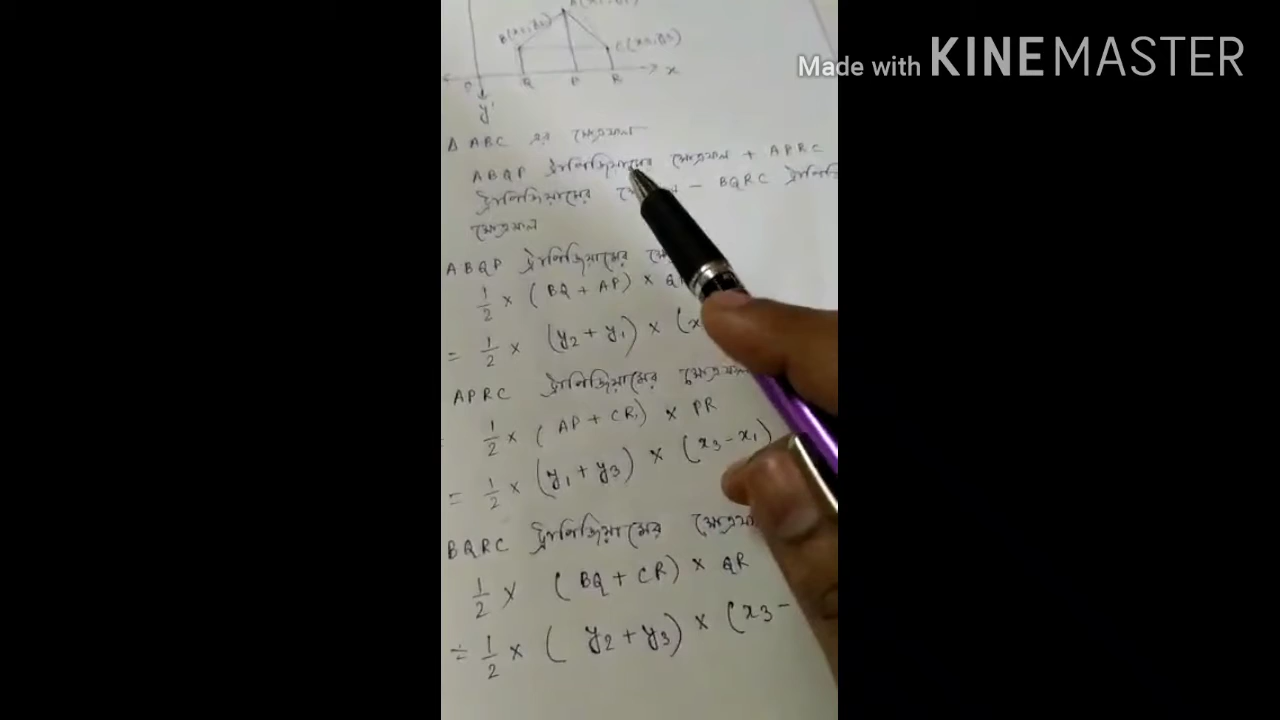 Made with KINEMASTER
B(x2, y2)
C(x3, y3)
O Q P R x
y'
Δ ABC এর ক্ষেত্রফল
ABQP ট্রাপিজিয়ামের ক্ষেত্রফল + APRC
ট্রাপিজিয়ামের - BQRC
ক্ষেত্রফল
ABQP ট্রাপিজিয়ামের
1/2 × (BQ + AP) ×
= 1/2 × (y2 + y1) × (x
APRC ট্রাপিজিয়ামের ক্ষেত্রফল
1/2 × (AP + CR) × PR
= 1/2 × (y1 + y3) × (x3 - x1)
BQRC ট্রাপিজিয়ামের
1/2 × (BQ + CR) × QR
= 1/2 × (y2 + y3) × (x3 -